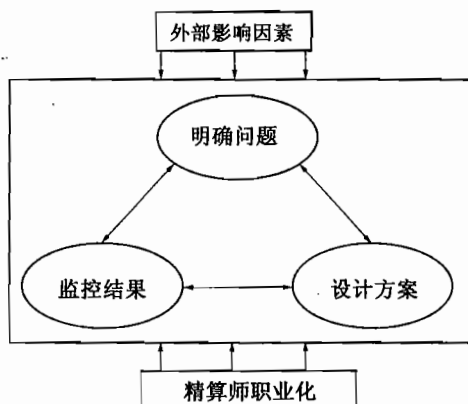 外部影响因素
明确问题
监控结果
设计方案
精算师职业化